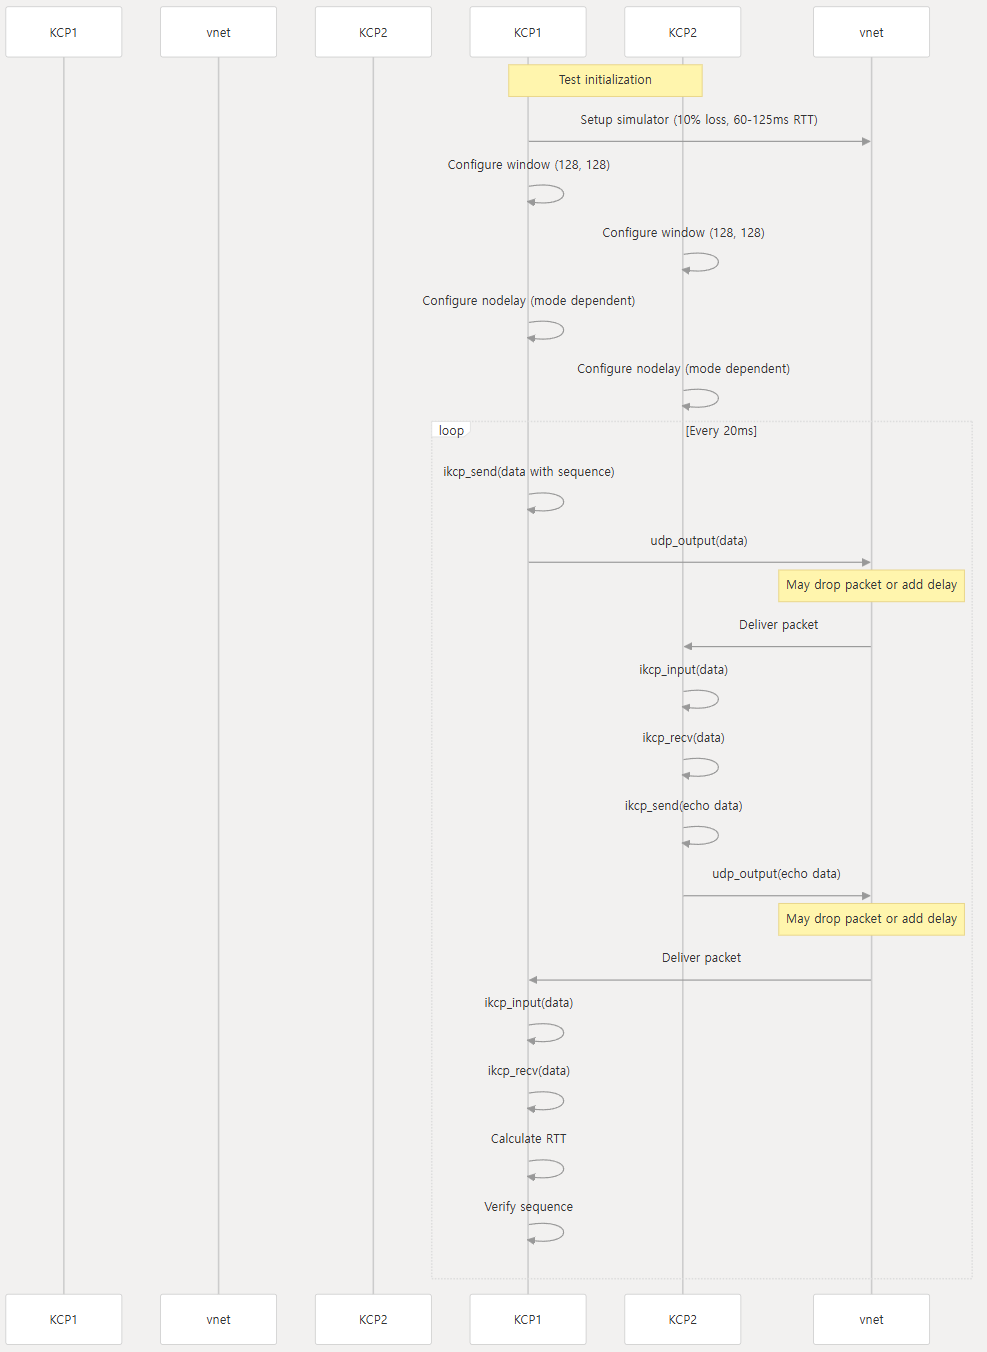 KCP1
vnet
KCP2
KCP1
KCP2
vnet
Test initialization
Setup simulator (10% loss, 60-125ms RTT)
Configure window (128, 128)
Configure window (128, 128)
Configure nodelay (mode dependent)
Configure nodelay (mode dependent)
loop
[Every 20ms]
ikcp_send(data with sequence)
udp_output(data)
May drop packet or add delay
Deliver packet
ikcp_input(data)
ikcp_recv(data)
ikcp_send(echo data)
udp_output(echo data)
May drop packet or add delay
Deliver packet
ikcp_input(data)
ikcp_recv(data)
Calculate RTT
Verify sequence
KCP1
vnet
KCP2
KCP1
KCP2
vnet